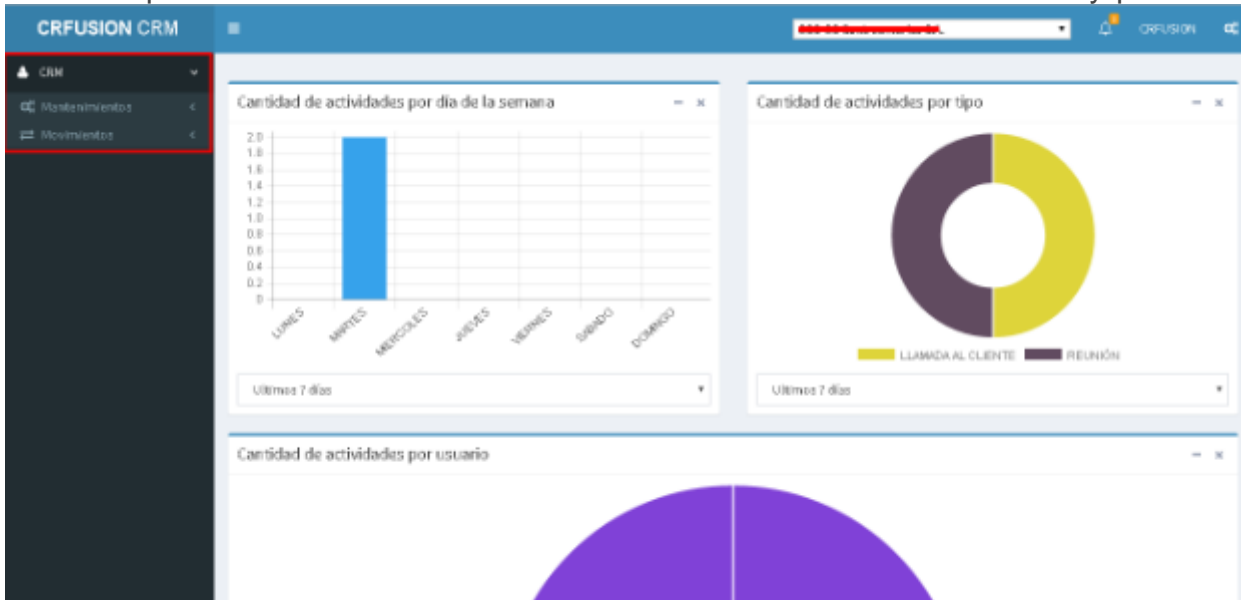 CRFUSION CRM
CRFUSION
CRM
Mantenimientos
Movimientos
Cantidad de actividades por día de la semana
2.0
1.8
1.6
1.4
1.2
1.0
0.8
0.6
0.4
0.2
0
LUNES MARTES MIERCOLES JUEVES VIERNES SABADO DOMINGO
Ultimos 7 días
Cantidad de actividades por tipo
LLAMADA AL CLIENTE REUNIÓN
Ultimos 7 días
Cantidad de actividades por usuario